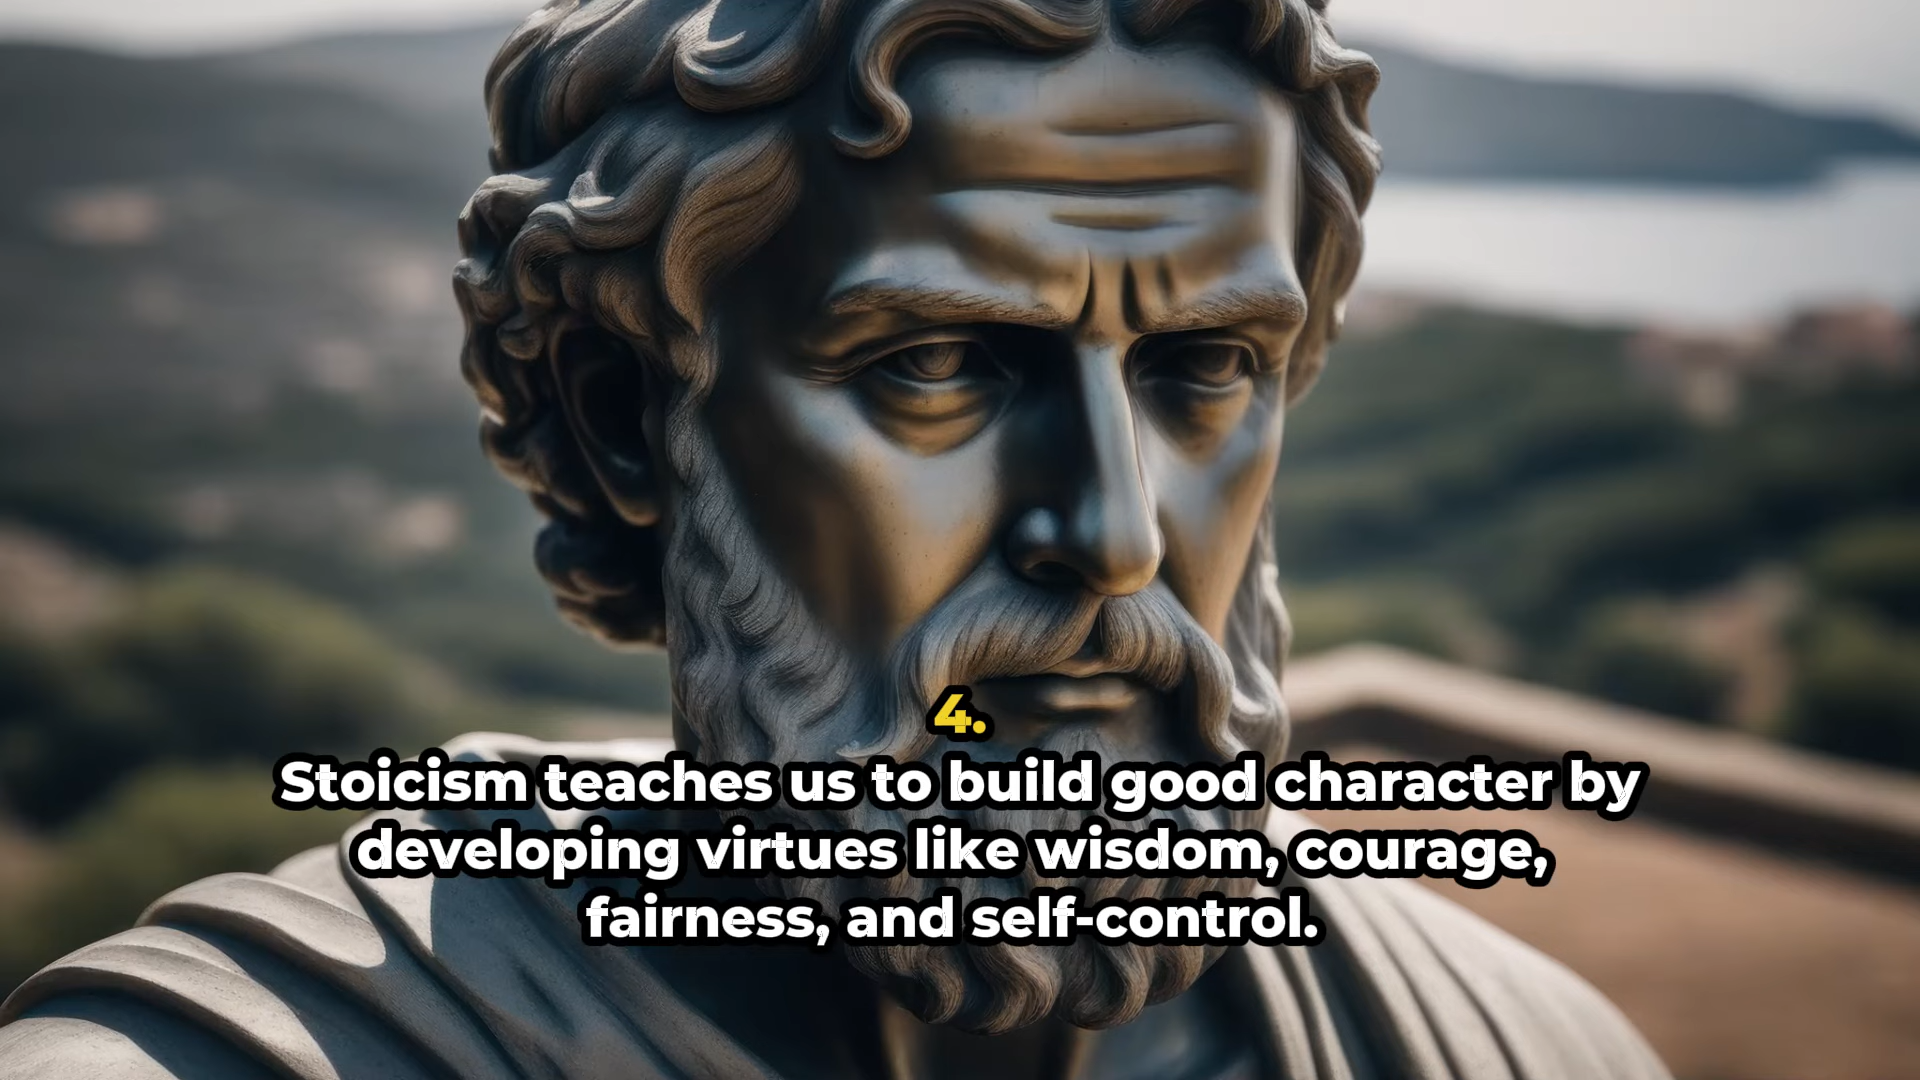 4.
Stoicism teaches us to build good character by
developing virtues like wisdom, courage,
fairness, and self-control.